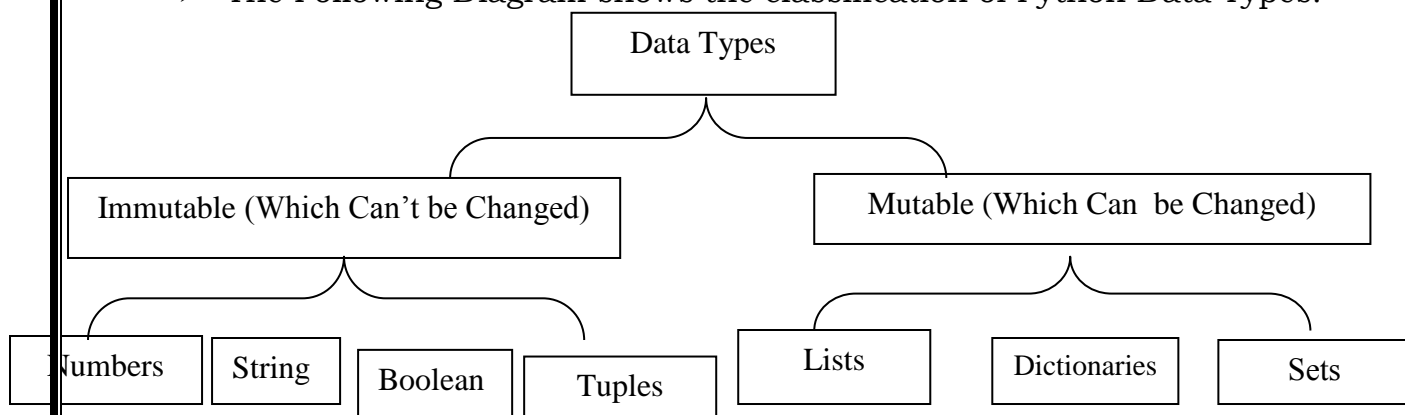 The Following Diagram shows the classification of Python Data Types.
Data Types
Immutable (Which Can’t be Changed)
Mutable (Which Can be Changed)
Numbers
String
Boolean
Tuples
Lists
Dictionaries
Sets